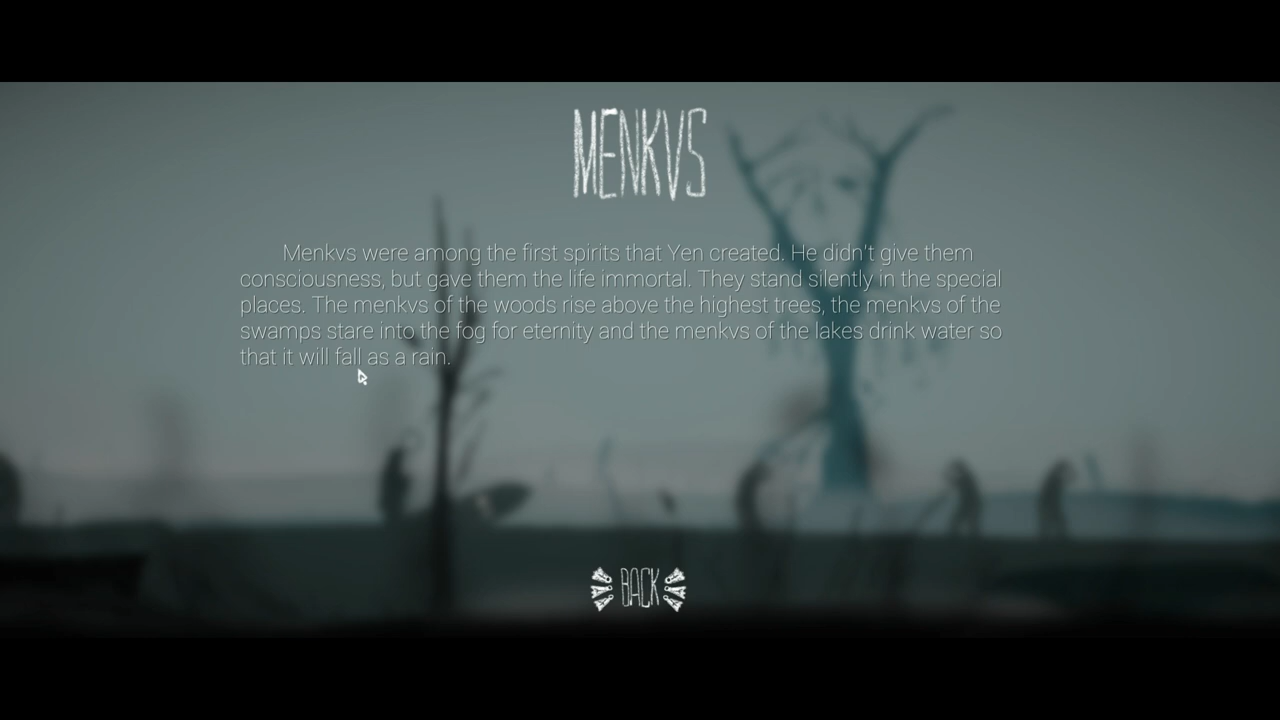 MENKVS
Menkvs were among the first spirits that Yen created. He didn't give them
consciousness, but gave them the life immortal. They stand silently in the special
places. The menkvs of the woods rise above the highest trees, the menkvs of the
swamps stare into the fog for eternity and the menkvs of the lakes drink water so
that it will fall as a rain.
BACK